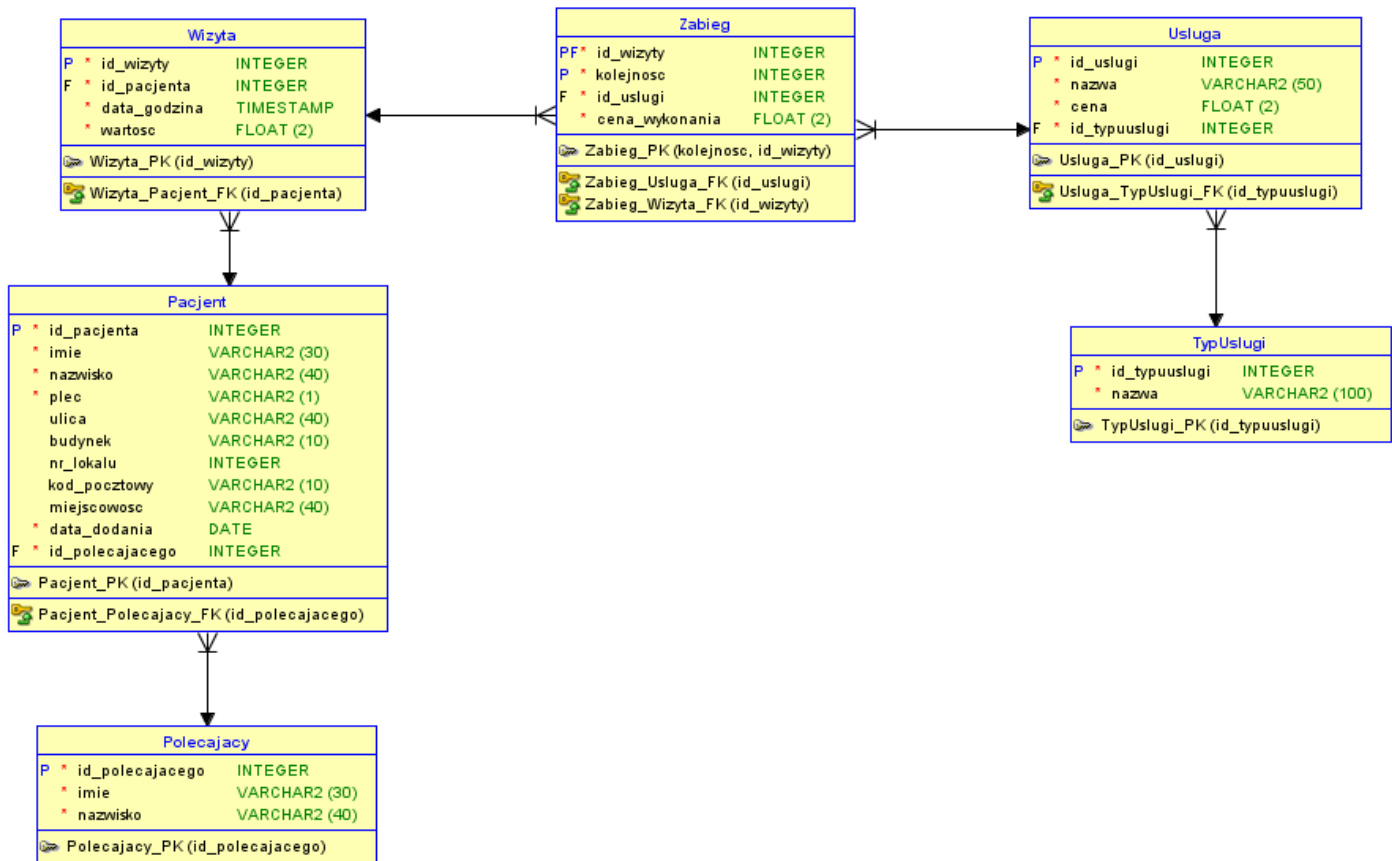 Wizyta
P * id_wizyty INTEGER
F * id_pacjenta INTEGER
* data_godzina TIMESTAMP
* wartosc FLOAT (2)
Wizyta_PK (id_wizyty)
Wizyta_Pacjent_FK (id_pacjenta)
Zabieg
PF* id_wizyty INTEGER
P * kolejnosc INTEGER
F * id_uslugi INTEGER
* cena_wykonania FLOAT (2)
Zabieg_PK (kolejnosc, id_wizyty)
Zabieg_Usluga_FK (id_uslugi)
Zabieg_Wizyta_FK (id_wizyty)
Usluga
P * id_uslugi INTEGER
* nazwa VARCHAR2 (50)
* cena FLOAT (2)
F * id_typuuslugi INTEGER
Usluga_PK (id_uslugi)
Usluga_TypUslugi_FK (id_typuuslugi)
Pacjent
P * id_pacjenta INTEGER
* imie VARCHAR2 (30)
* nazwisko VARCHAR2 (40)
* plec VARCHAR2 (1)
ulica VARCHAR2 (40)
budynek VARCHAR2 (10)
nr_lokalu INTEGER
kod_pocztowy VARCHAR2 (10)
miejscowosc VARCHAR2 (40)
* data_dodania DATE
F * id_polecajacego INTEGER
Pacjent_PK (id_pacjenta)
Pacjent_Polecajacy_FK (id_polecajacego)
TypUslugi
P * id_typuuslugi INTEGER
* nazwa VARCHAR2 (100)
TypUslugi_PK (id_typuuslugi)
Polecajacy
P * id_polecajacego INTEGER
* imie VARCHAR2 (30)
* nazwisko VARCHAR2 (40)
Polecajacy_PK (id_polecajacego)